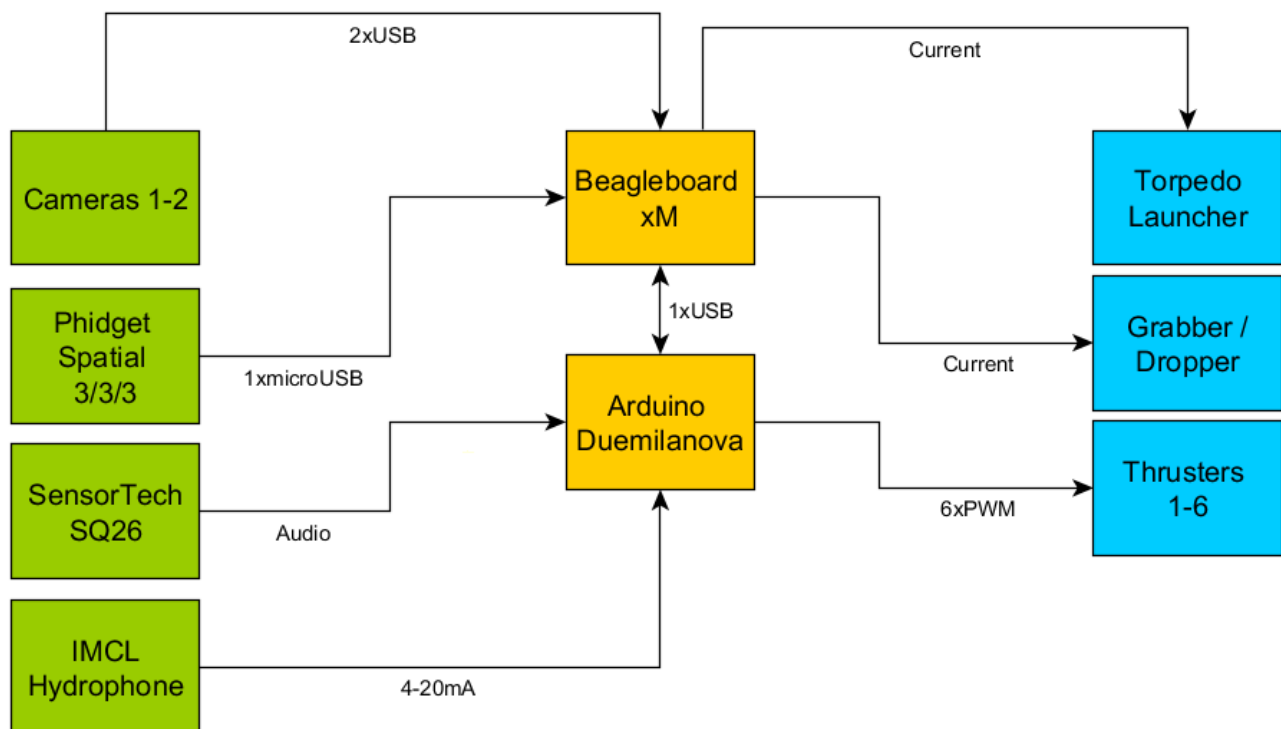 2xUSB
Current
Cameras 1-2
Beagleboard
xM
Torpedo
Launcher
Phidget
Spatial
3/3/3
1xmicroUSB
1xUSB
Grabber /
Dropper
Current
Arduino
Duemilanova
SensorTech
SQ26
Audio
Thrusters
1-6
6xPWM
IMCL
Hydrophone
4-20mA